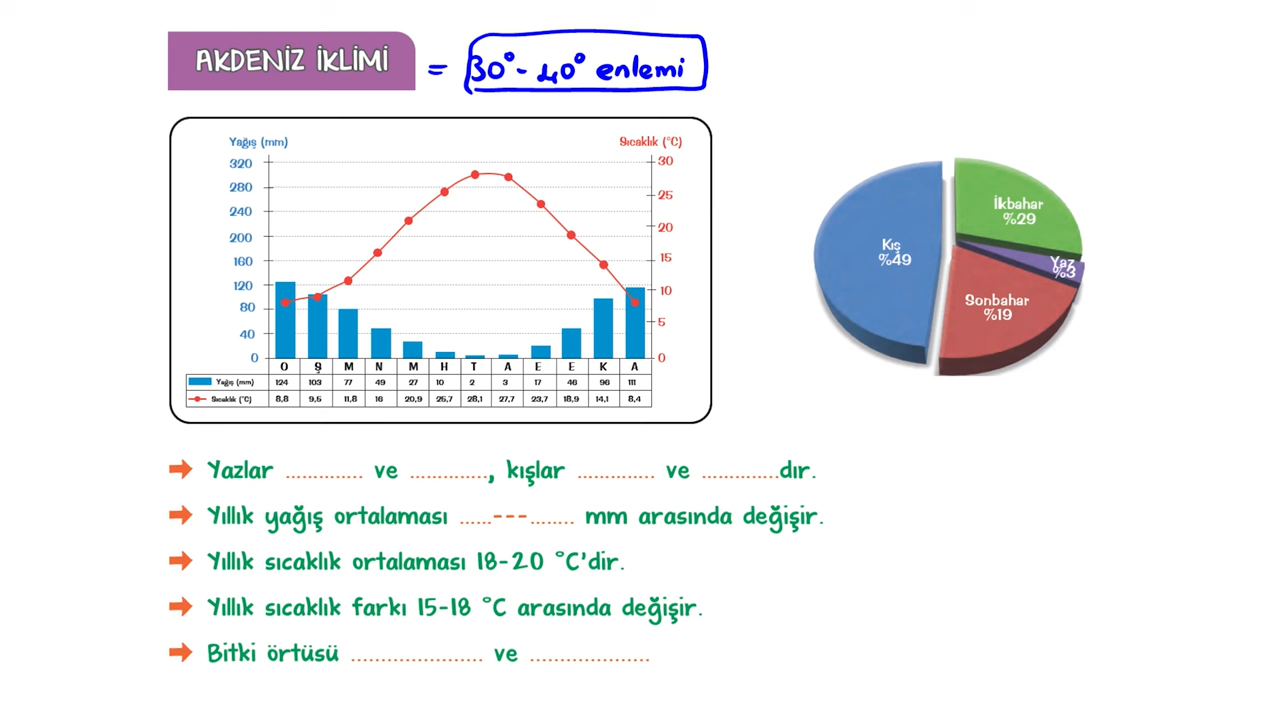 AKDENİZ İKLİMİ = 30° - 40° enlemi
Yağış (mm) Sıcaklık (°C)
320 30
280 25
240 20
200 15
160 10
120 5
80 0
40
0
O Ş M N M H T A E E K A
Yağış (mm) 124 103 77 49 27 10 2 3 17 46 96 111
Sıcaklık (°C) 8,8 9,5 11,8 16 20,9 25,7 28,1 27,7 23,7 18,9 14,1 8,4
Kış
%49
İkbahar
%29
Yaz
%3
Sonbahar
%19
Yazlar ............. ve ............., kışlar ............. ve .............dır.
Yıllık yağış ortalaması ......---........ mm arasında değişir.
Yıllık sıcaklık ortalaması 18-20 °C'dir.
Yıllık sıcaklık farkı 15-18 °C arasında değişir.
Bitki örtüsü ...................... ve ....................